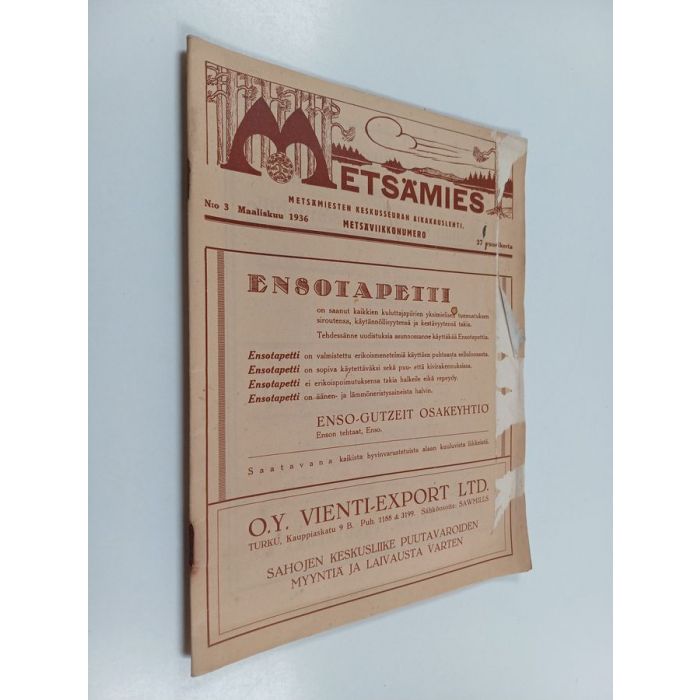 METSÄMIES
METSÄMIESTEN KESKUSSEURAN AIKAKAUSLEHTI.
N:o 3 Maaliskuu 1936
METSÄVIIKKONUMERO
37
ENSOTAPETTI
on saanut kaikkien kuluttajapiirien yksimielisen tunnustuksen
siroutensa, käytännöllisyytensä ja kestävyytensä takia.
Tehdessänne uudistuksia asunnossanne käyttäkää Ensotapettia.
Ensotapetti on valmistettu erikoismenetelmiä käyttäen puhtaasta selluloosasta.
Ensotapetti on sopiva käytettäväksi sekä puu- että kivirakennuksissa.
Ensotapetti ei erikoispoimutuksensa takia halkeile eikä repeydy.
Ensotapetti on äänen- ja lämmöneristysaineista halvin.
ENSO-GUTZEIT OSAKEYHTIÖ
Enson tehtaat, Enso.
Saatavana kaikista hyvinvarustetuista alaan kuuluvista liikkeistä.
O.Y. VIENTI-EXPORT LTD.
TURKU, Kauppiaskatu 9 B. Puh. 1188 & 3199. Sähköosoite: SAWMILLS
SAHOJEN KESKUSLIIKE PUUTAVAROIDEN
MYYNTIÄ JA LAIVAUSTA VARTEN